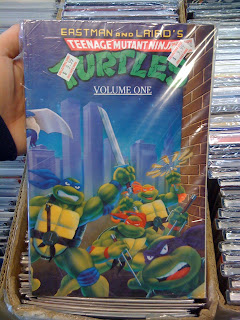 EASTMAN AND LAIRD'S
TEENAGE MUTANT NINJA
TURTLES
VOLUME ONE